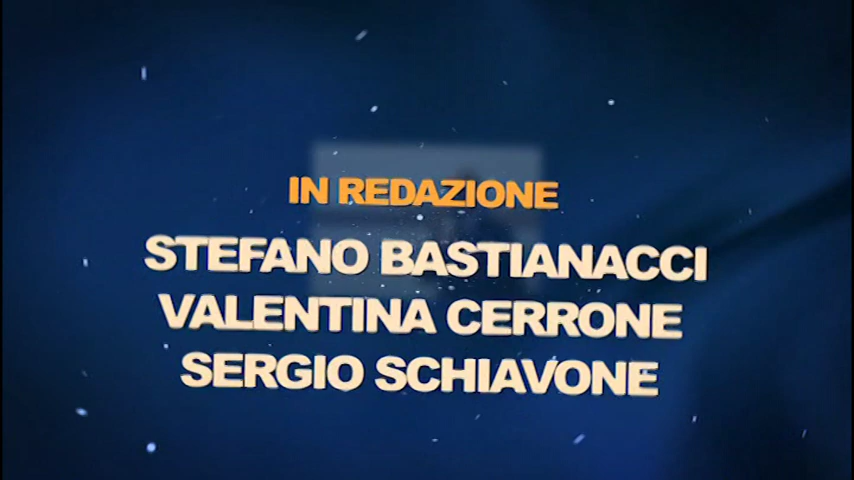 IN REDAZIONE
STEFANO BASTIANACCI
VALENTINA CERRONE
SERGIO SCHIAVONE